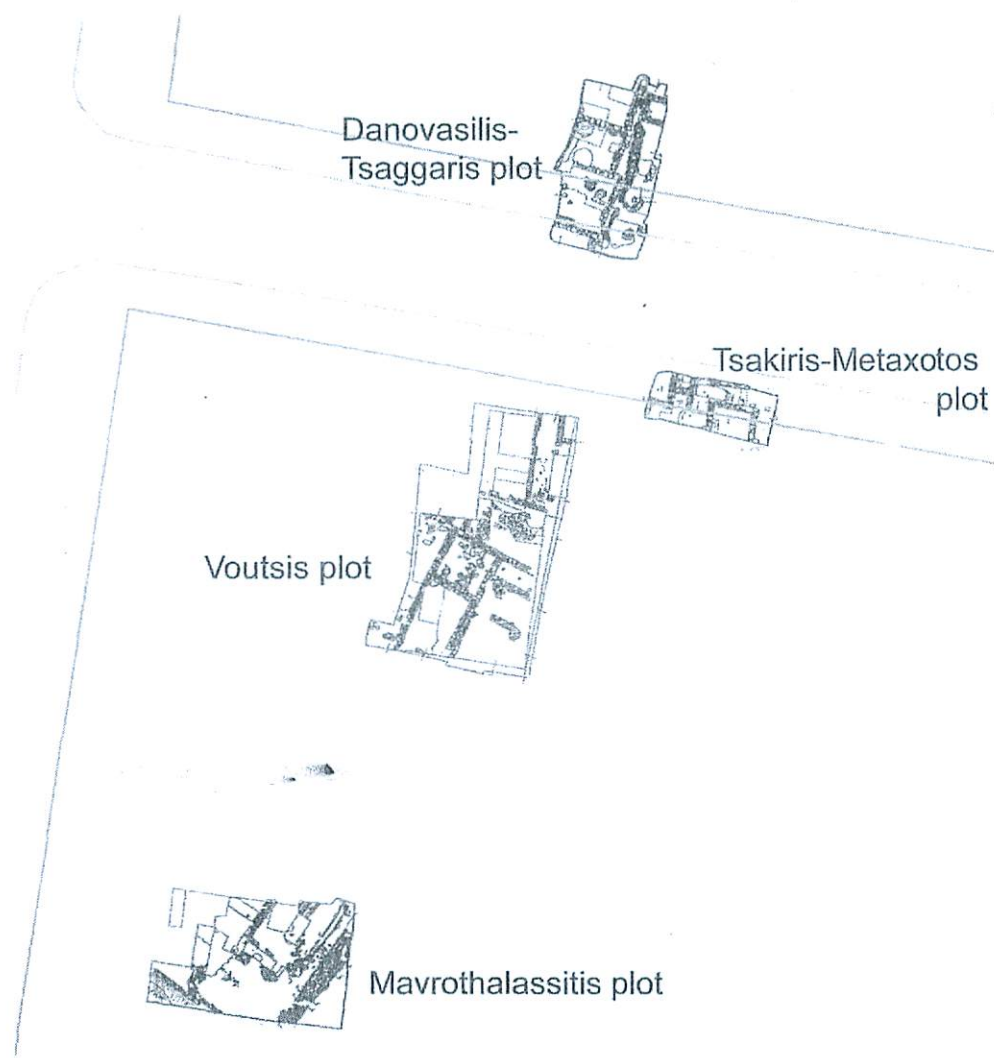 Danovasilis-
Tsaggaris plot
Tsakiris-Metaxotos
plot
Voutsis plot
Mavrothalassitis plot